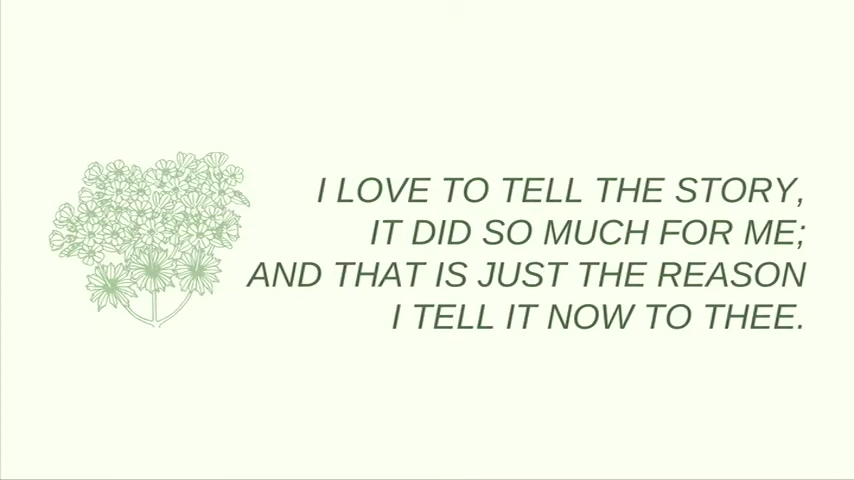 I LOVE TO TELL THE STORY,
IT DID SO MUCH FOR ME;
AND THAT IS JUST THE REASON
I TELL IT NOW TO THEE.